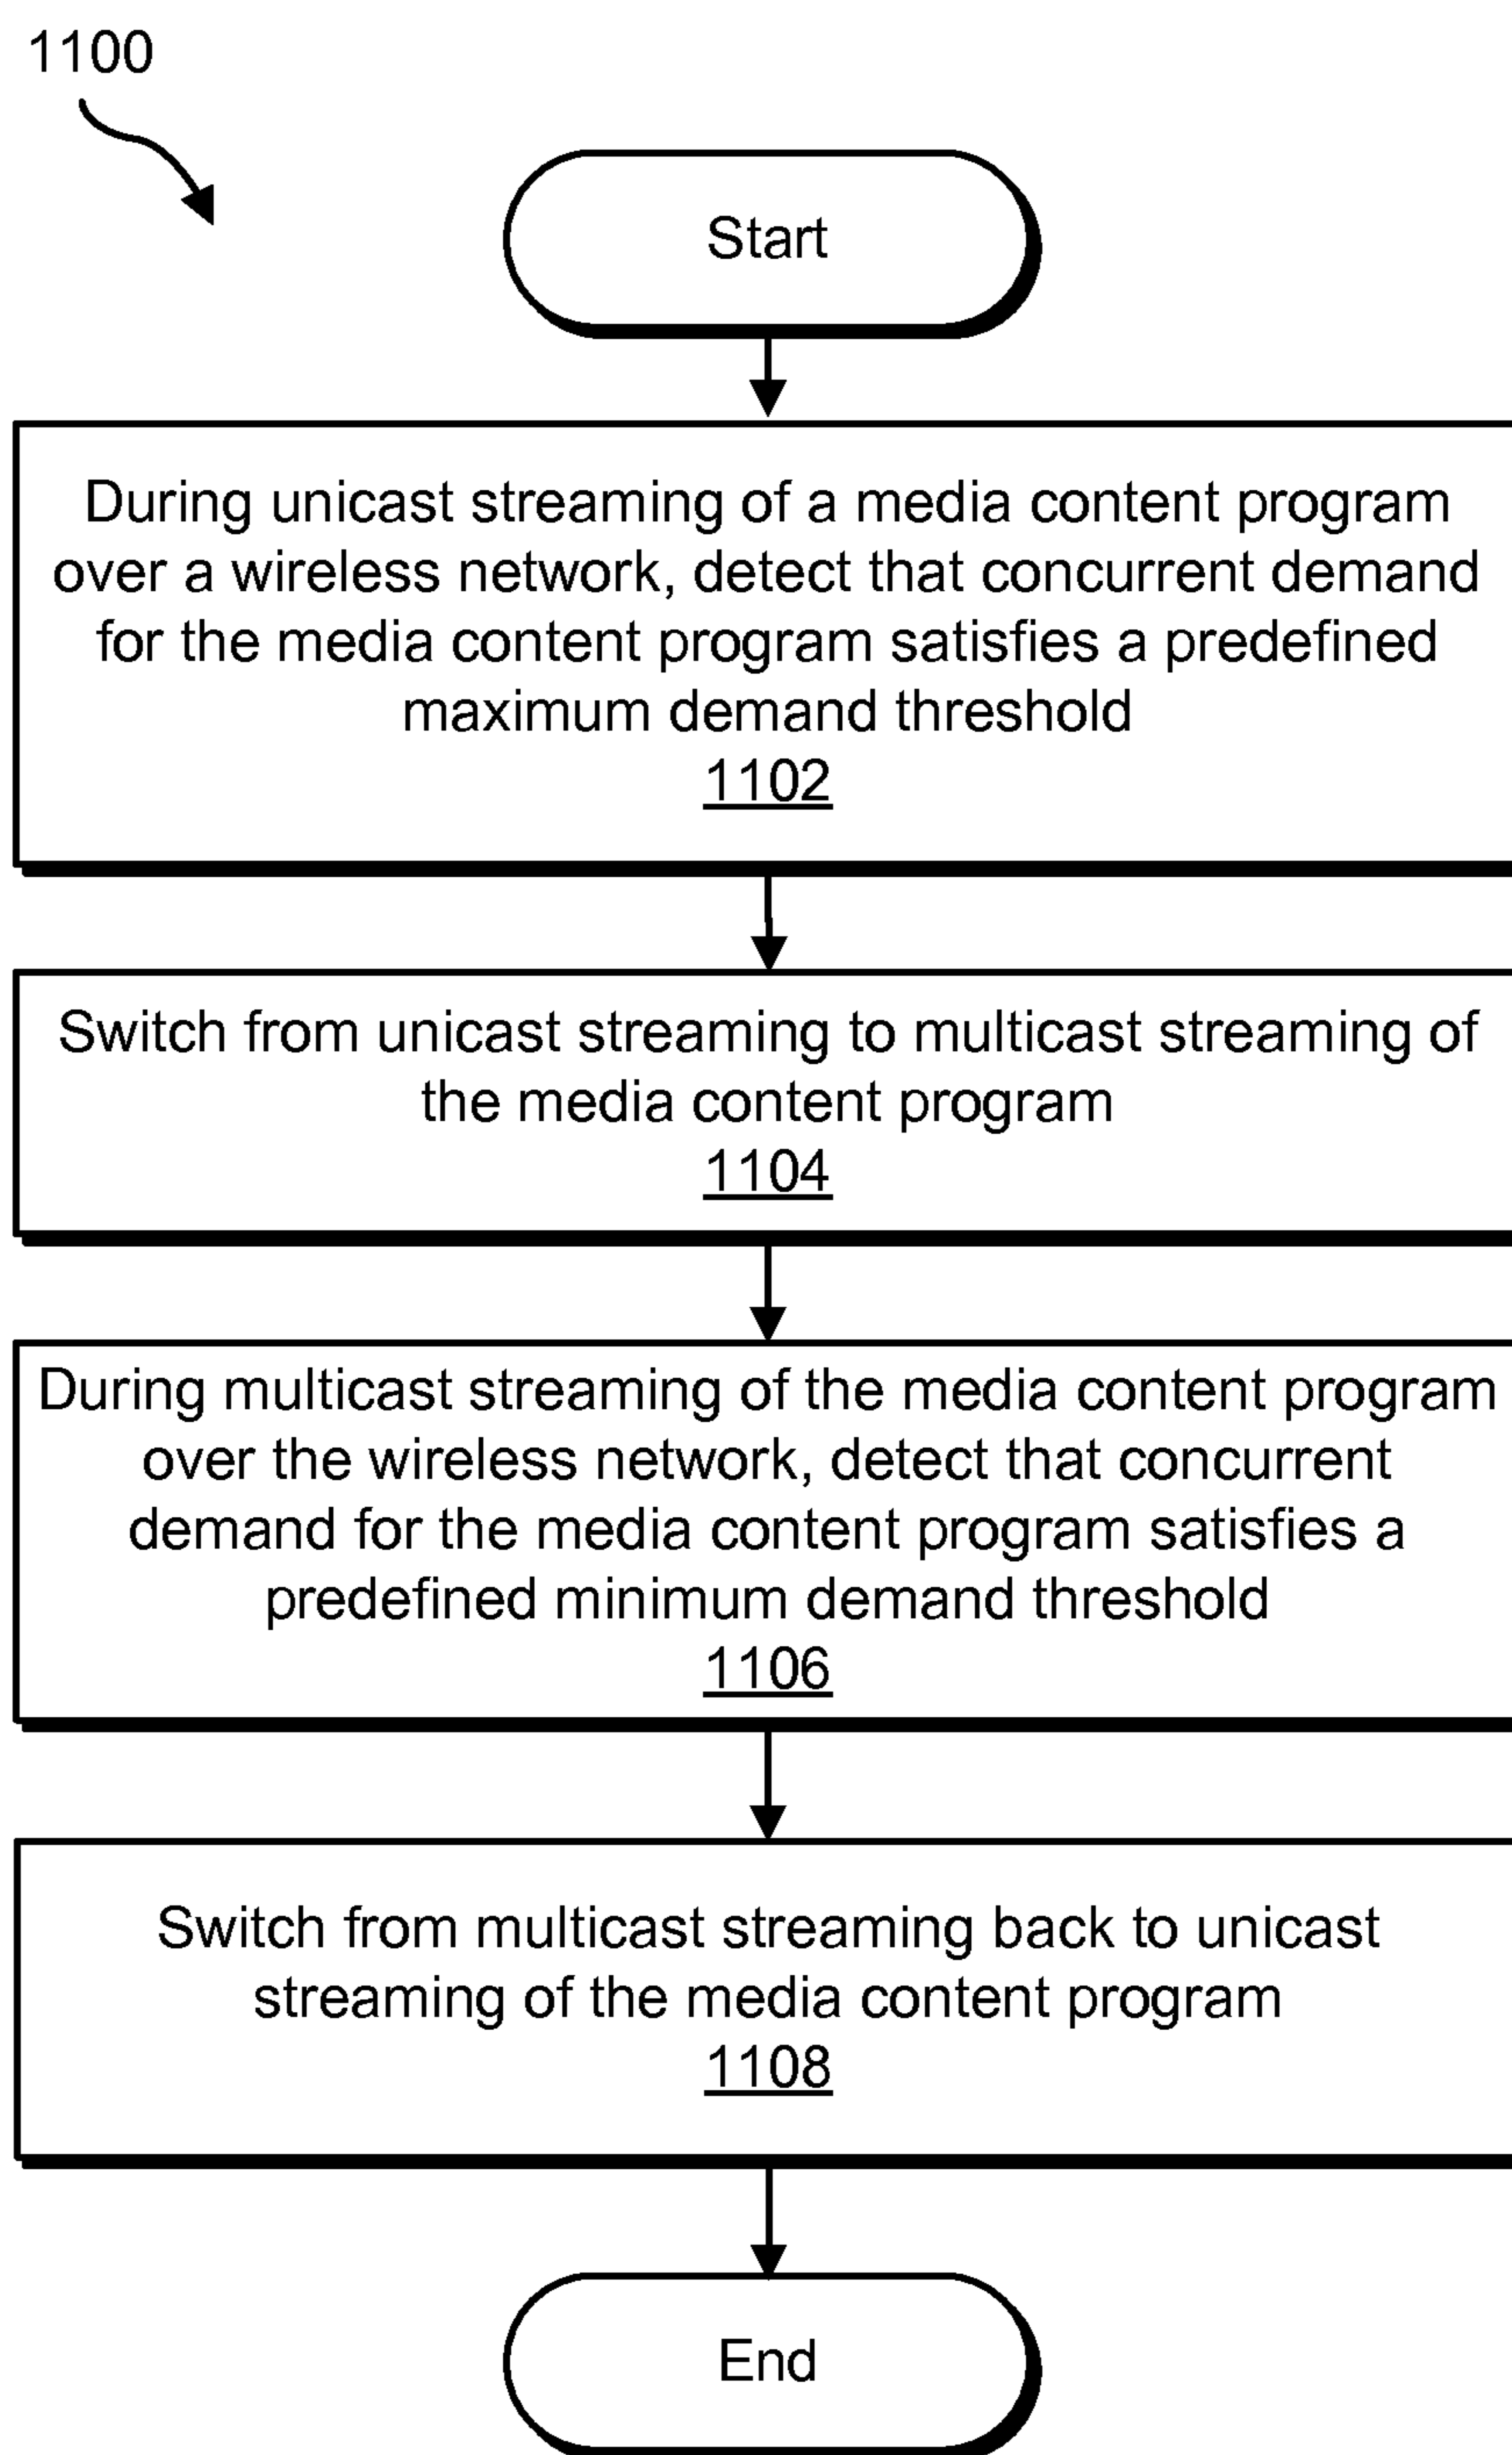 1100
Start
During unicast streaming of a media content program
over a wireless network, detect that concurrent demand
for the media content program satisfies a predefined
maximum demand threshold
1102
Switch from unicast streaming to multicast streaming of
the media content program
1104
During multicast streaming of the media content program
over the wireless network, detect that concurrent
demand for the media content program satisfies a
predefined minimum demand threshold
1106
Switch from multicast streaming back to unicast
streaming of the media content program
1108
End